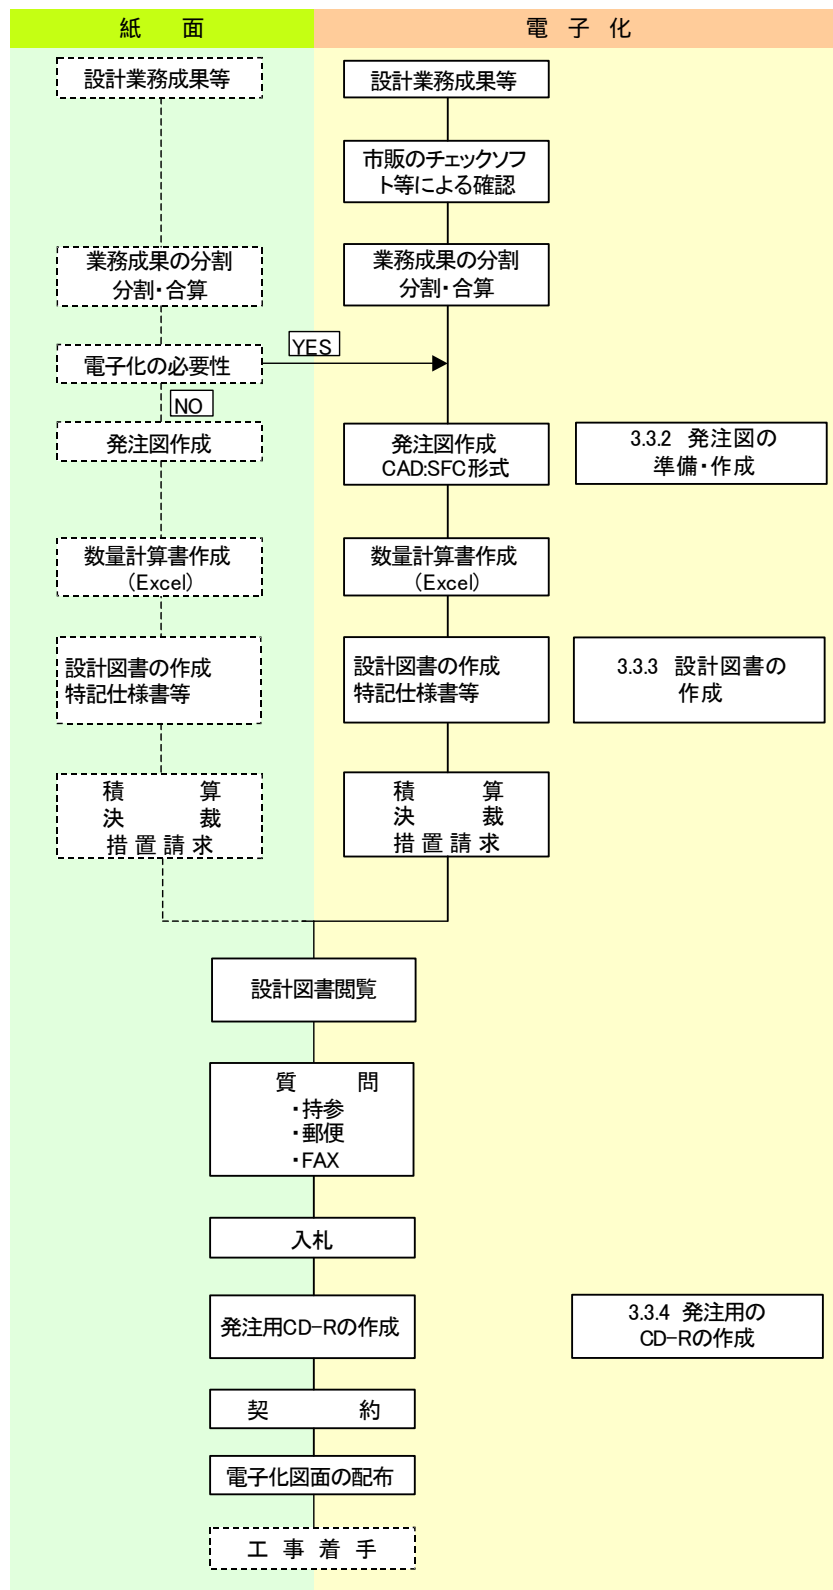 紙　面
電 子 化
設計業務成果等
設計業務成果等
市販のチェックソフ
ト等による確認
業務成果の分割
分割・合算
業務成果の分割
分割・合算
電子化の必要性
YES
NO
発注図作成
発注図作成
CAD:SFC形式
3.3.2 発注図の
準備・作成
数量計算書作成
（Excel）
数量計算書作成
（Excel）
設計図書の作成
特記仕様書等
設計図書の作成
特記仕様書等
3.3.3 設計図書の
作成
積　　算
決　　裁
措 置 請 求
積　　算
決　　裁
措 置 請 求
設計図書閲覧
質　　問
・持参
・郵便
・FAX
入札
発注用CD-Rの作成
3.3.4 発注用の
CD-Rの作成
契　　約
電子化図面の配布
工 事 着 手